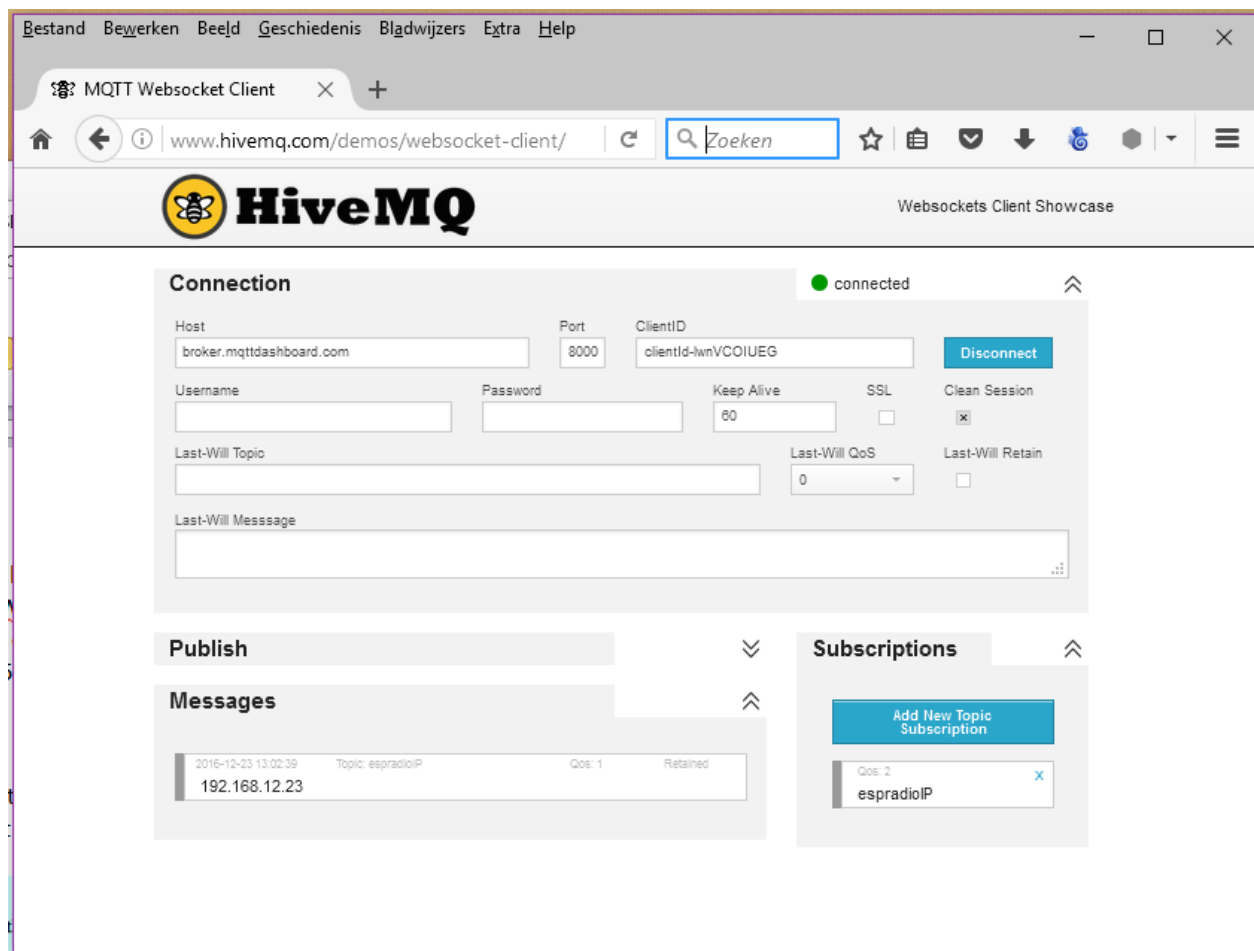 Bestand Bewerken Beeld Geschiedenis Bladwijzers Extra Help
MQTT Websocket Client
www.hivemq.com/demos/websocket-client/ Zoeken
HiveMQ Websockets Client Showcase
Connection connected
Host Port ClientID
broker.mqttdashboard.com 8000 clientId-lwnVCOIUEG Disconnect
Username Password Keep Alive SSL Clean Session
60
Last-Will Topic Last-Will QoS Last-Will Retain
0
Last-Will Messsage
Publish Subscriptions
Messages
Add New Topic
Subscription
2016-12-23 13:02:39 Topic: espradioIP Qos: 1 Retained
192.168.12.23
Qos: 2 x
espradioIP